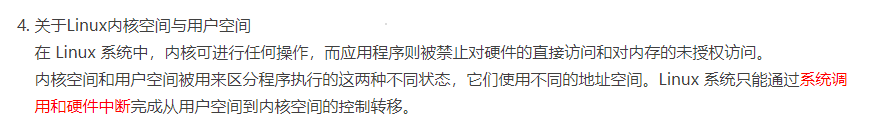 4. 关于Linux内核空间与用户空间
在 Linux 系统中，内核可进行任何操作，而应用程序则被禁止对硬件的直接访问和对内存的未授权访问。
内核空间和用户空间被用来区分程序执行的这两种不同状态，它们使用不同的地址空间。Linux 系统只能通过系统调
用和硬件中断完成从用户空间到内核空间的控制转移。